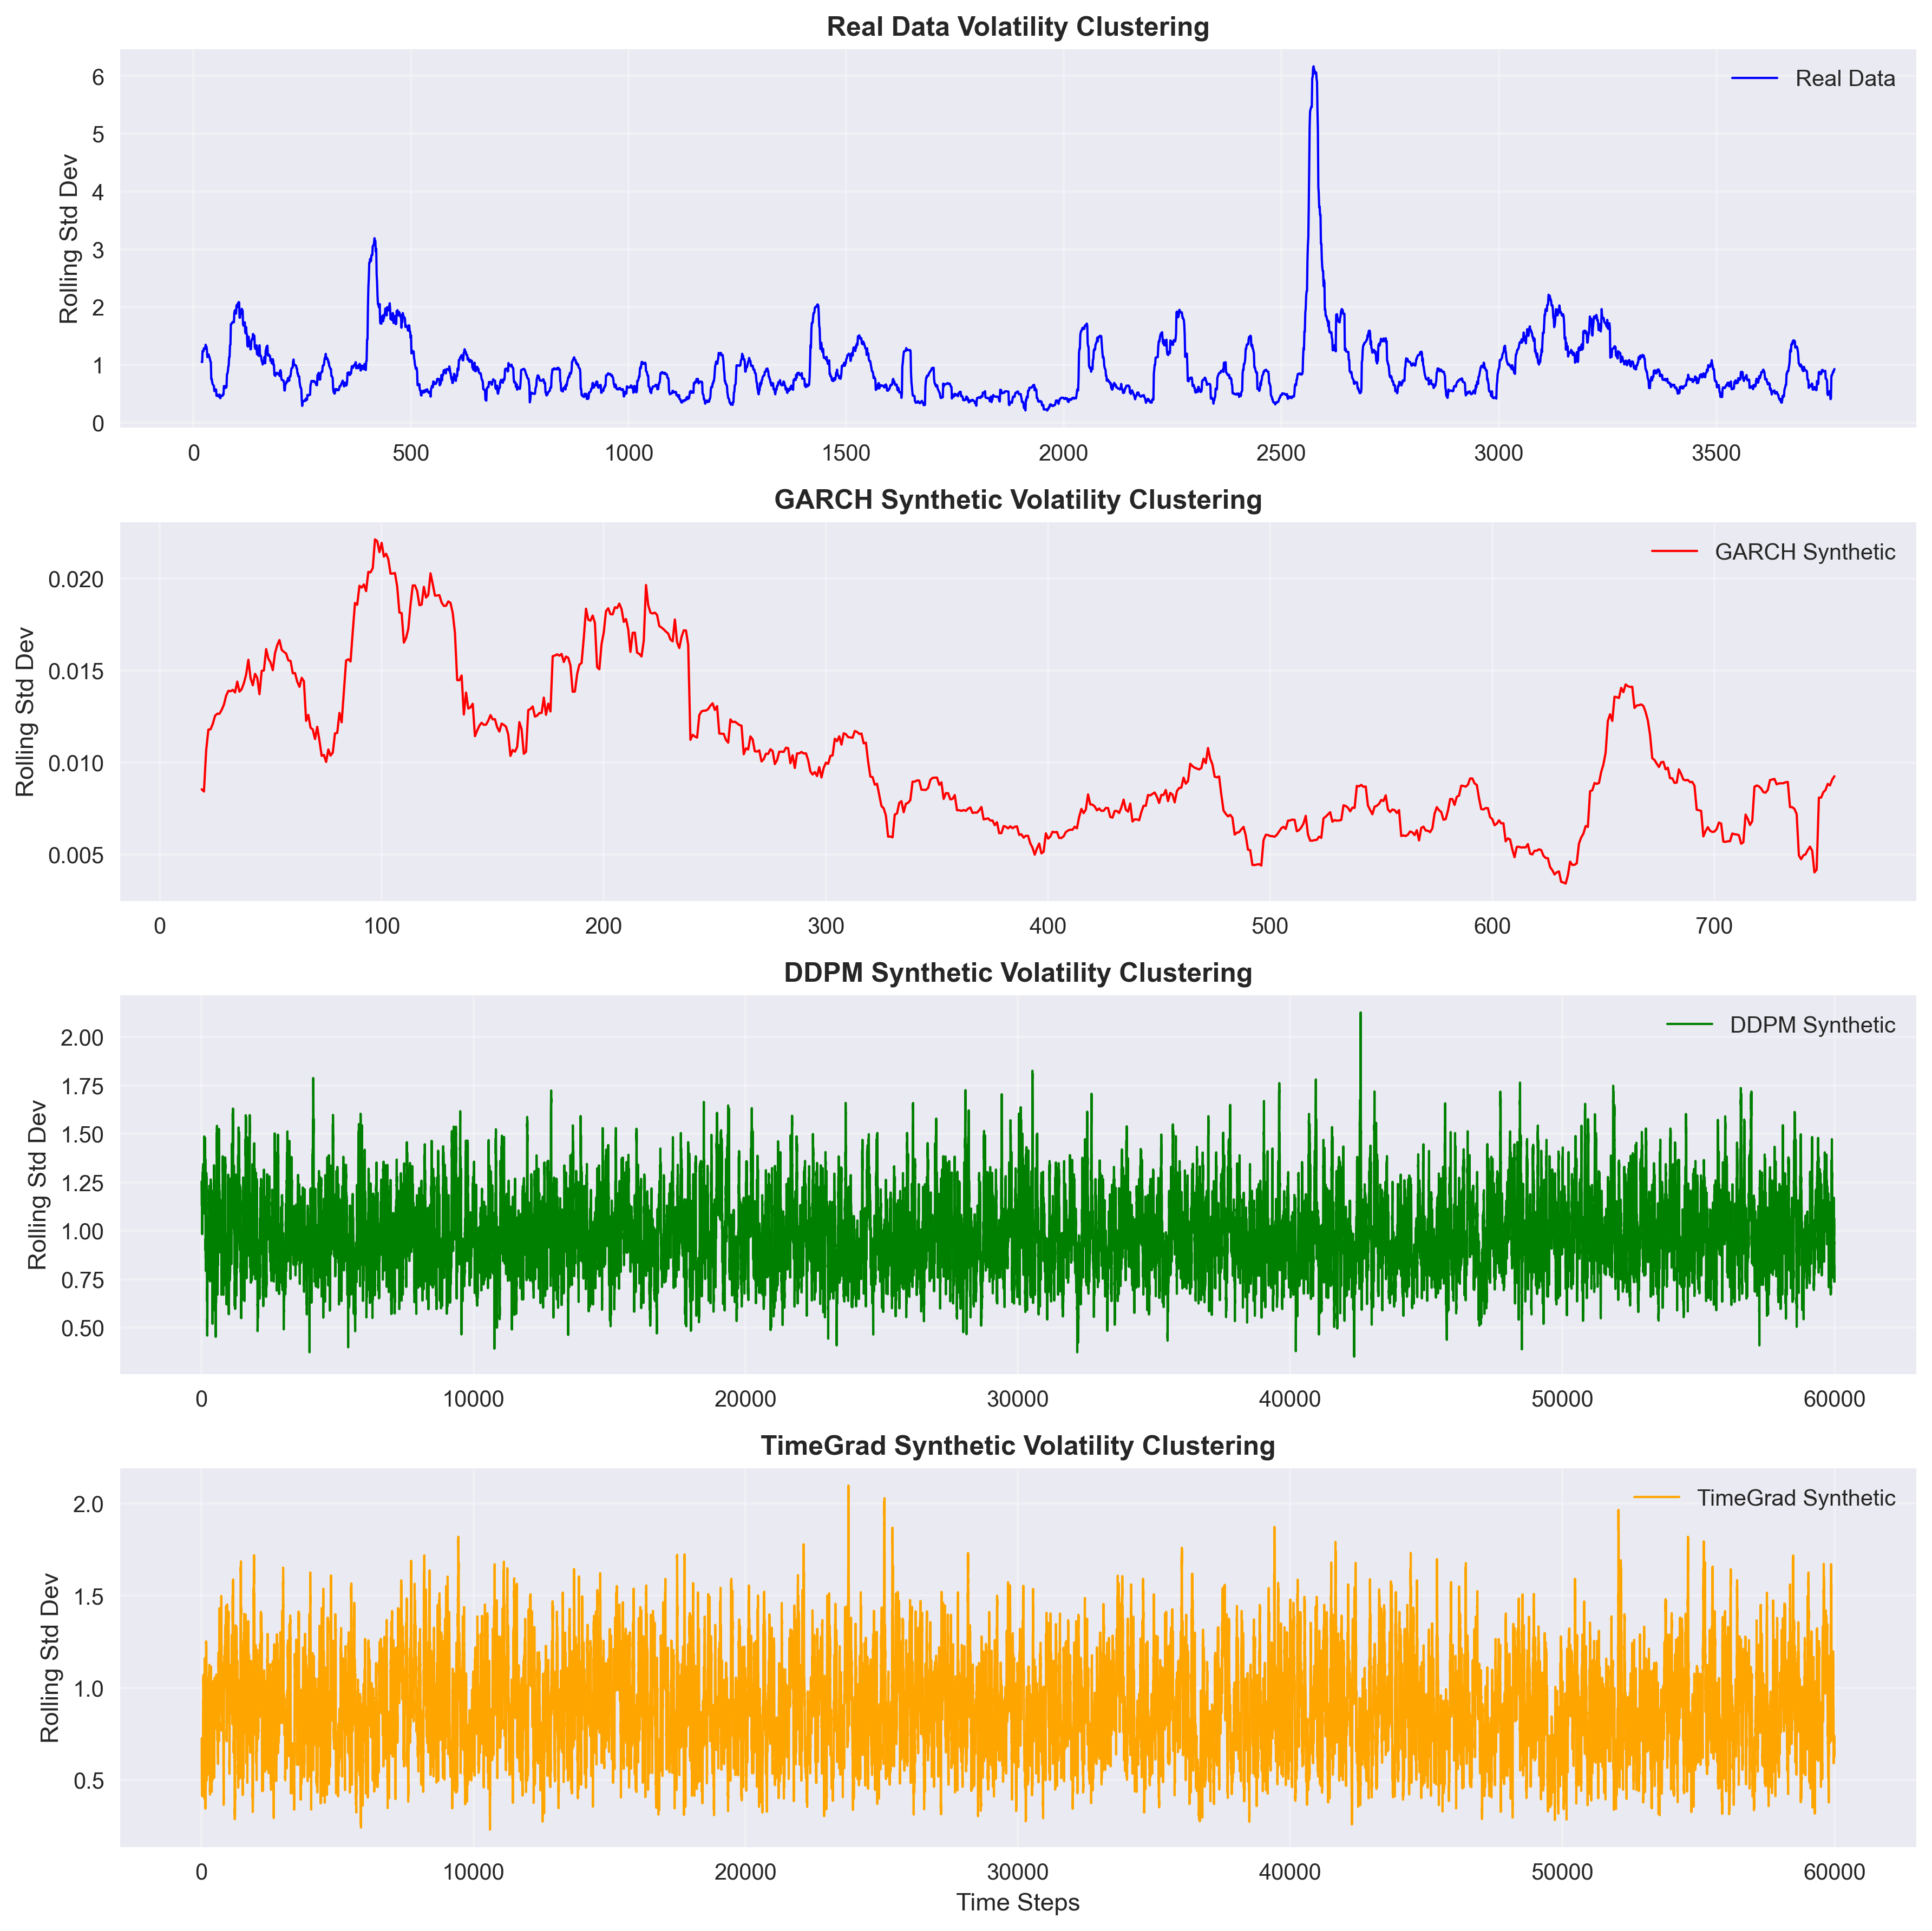 Real Data Volatility Clustering
Real Data
Rolling Std Dev
6
5
4
3
2
1
0
0 500 1000 1500 2000 2500 3000 3500
GARCH Synthetic Volatility Clustering
GARCH Synthetic
Rolling Std Dev
0.020
0.015
0.010
0.005
0 100 200 300 400 500 600 700
DDPM Synthetic Volatility Clustering
DDPM Synthetic
Rolling Std Dev
2.00
1.75
1.50
1.25
1.00
0.75
0.50
0 10000 20000 30000 40000 50000 60000
TimeGrad Synthetic Volatility Clustering
TimeGrad Synthetic
Rolling Std Dev
2.0
1.5
1.0
0.5
0 10000 20000 30000 40000 50000 60000
Time Steps